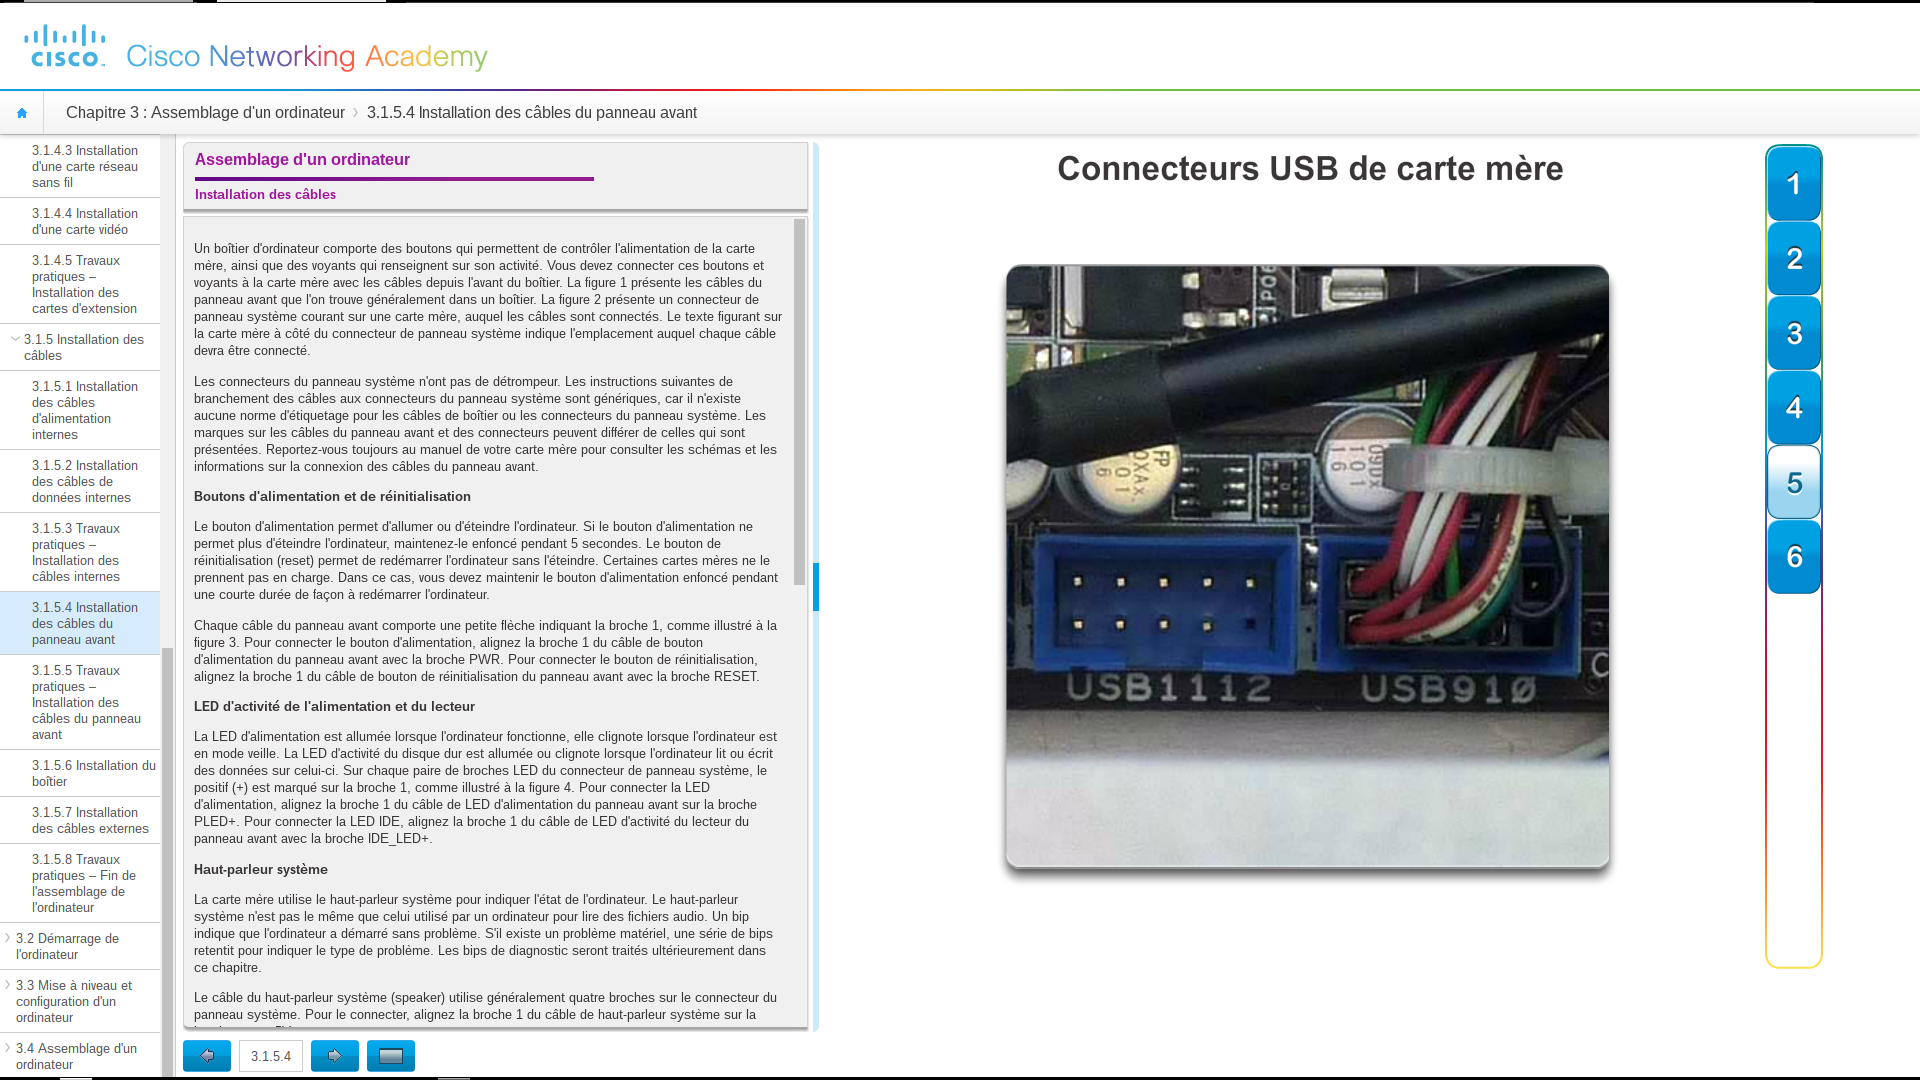 cisco
Cisco Networking Academy
Chapitre 3 : Assemblage d'un ordinateur > 3.1.5.4 Installation des câbles du panneau avant
3.1.4.3 Installation
d'une carte réseau
sans fil
3.1.4.4 Installation
d'une carte vidéo
3.1.4.5 Travaux
pratiques –
Installation des
cartes d'extension
3.1.5 Installation des
câbles
3.1.5.1 Installation
des câbles
d'alimentation
internes
3.1.5.2 Installation
des câbles de
données internes
3.1.5.3 Travaux
pratiques –
Installation des
câbles internes
3.1.5.4 Installation
des câbles du
panneau avant
3.1.5.5 Travaux
pratiques –
Installation des
câbles du panneau
avant
3.1.5.6 Installation du
boîtier
3.1.5.7 Installation
des câbles externes
3.1.5.8 Travaux
pratiques – Fin de
l'assemblage de
l'ordinateur
3.2 Démarrage de
l'ordinateur
3.3 Mise à niveau et
configuration d'un
ordinateur
3.4 Assemblage d'un
ordinateur
Assemblage d'un ordinateur
Installation des câbles
Un boîtier d'ordinateur comporte des boutons qui permettent de contrôler l'alimentation de la carte
mère, ainsi que des voyants qui renseignent sur son activité. Vous devez connecter ces boutons et
voyants à la carte mère avec les câbles depuis l'avant du boîtier. La figure 1 présente les câbles du
panneau avant que l'on trouve généralement dans un boîtier. La figure 2 présente un connecteur de
panneau système courant sur une carte mère, auquel les câbles sont connectés. Le texte figurant sur
la carte mère à côté du connecteur de panneau système indique l'emplacement auquel chaque câble
devra être connecté.
Les connecteurs du panneau système n'ont pas de détrompeur. Les instructions suivantes de
branchement des câbles aux connecteurs du panneau système sont génériques, car il n'existe
aucune norme d'étiquetage pour les câbles de boîtier ou les connecteurs du panneau système. Les
marques sur les câbles du panneau avant et des connecteurs peuvent différer de celles qui sont
présentées. Reportez-vous toujours au manuel de votre carte mère pour consulter les schémas et les
informations sur la connexion des câbles du panneau avant.
Boutons d'alimentation et de réinitialisation
Le bouton d'alimentation permet d'allumer ou d'éteindre l'ordinateur. Si le bouton d'alimentation ne
permet plus d'éteindre l'ordinateur, maintenez-le enfoncé pendant 5 secondes. Le bouton de
réinitialisation (reset) permet de redémarrer l'ordinateur sans l'éteindre. Certaines cartes mères ne le
prennent pas en charge. Dans ce cas, vous devez maintenir le bouton d'alimentation enfoncé pendant
une courte durée de façon à redémarrer l'ordinateur.
Chaque câble du panneau avant comporte une petite flèche indiquant la broche 1, comme illustré à la
figure 3. Pour connecter le bouton d'alimentation, alignez la broche 1 du câble de bouton
d'alimentation du panneau avant avec la broche PWR. Pour connecter le bouton de réinitialisation,
alignez la broche 1 du câble de bouton de réinitialisation du panneau avant avec la broche RESET.
LED d'activité de l'alimentation et du lecteur
La LED d'alimentation est allumée lorsque l'ordinateur fonctionne, elle clignote lorsque l'ordinateur est
en mode veille. La LED d'activité du disque dur est allumée ou clignote lorsque l'ordinateur lit ou écrit
des données sur celui-ci. Sur chaque paire de broches LED du connecteur de panneau système, le
positif (+) est marqué sur la broche 1, comme illustré à la figure 4. Pour connecter la LED
d'alimentation, alignez la broche 1 du câble de LED d'alimentation du panneau avant sur la broche
PLED+. Pour connecter la LED IDE, alignez la broche 1 du câble de LED d'activité du lecteur du
panneau avant avec la broche IDE_LED+.
Haut-parleur système
La carte mère utilise le haut-parleur système pour indiquer l'état de l'ordinateur. Le haut-parleur
système n'est pas le même que celui utilisé par un ordinateur pour lire des fichiers audio. Un bip
indique que l'ordinateur a démarré sans problème. S'il existe un problème matériel, une série de bips
retentit pour indiquer le type de problème. Les bips de diagnostic seront traités ultérieurement dans
ce chapitre.
Le câble du haut-parleur système (speaker) utilise généralement quatre broches sur le connecteur du
panneau système. Pour le connecter, alignez la broche 1 du câble de haut-parleur système sur la
3.1.5.4
Connecteurs USB de carte mère
USB1112
USB910
1
2
3
4
5
6